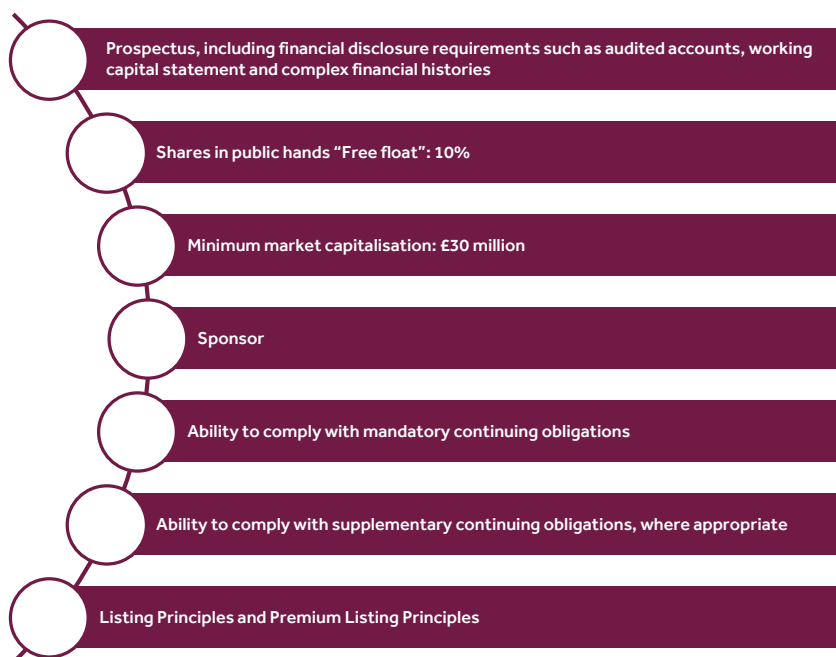 Prospectus, including financial disclosure requirements such as audited accounts, working
capital statement and complex financial histories
Shares in public hands “Free float”: 10%
Minimum market capitalisation: £30 million
Sponsor
Ability to comply with mandatory continuing obligations
Ability to comply with supplementary continuing obligations, where appropriate
Listing Principles and Premium Listing Principles